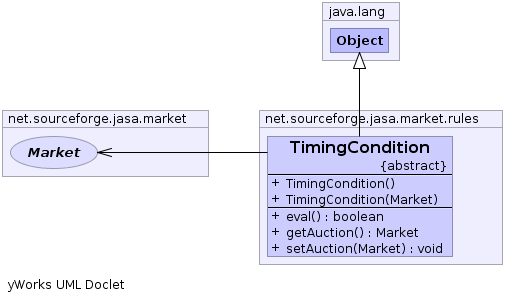 java.lang
Object
net.sourceforge.jasa.market
Market
net.sourceforge.jasa.market.rules
TimingCondition
{abstract}
+ TimingCondition()
+ TimingCondition(Market)
+ eval() : boolean
+ getAuction() : Market
+ setAuction(Market) : void
yWorks UML Doclet